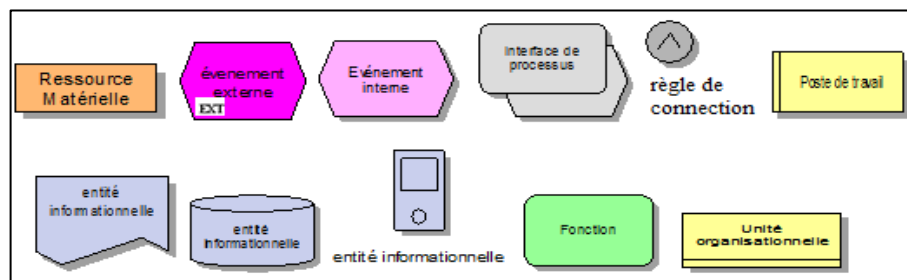 Ressource
Matérielle
évenement
externe
EXT
Evénement
interne
Interface de
processus
règle de
connection
Poste de travail
entité
informationnelle
entité
informationnelle
entité informationnelle
Fonction
Unité
organisationnelle